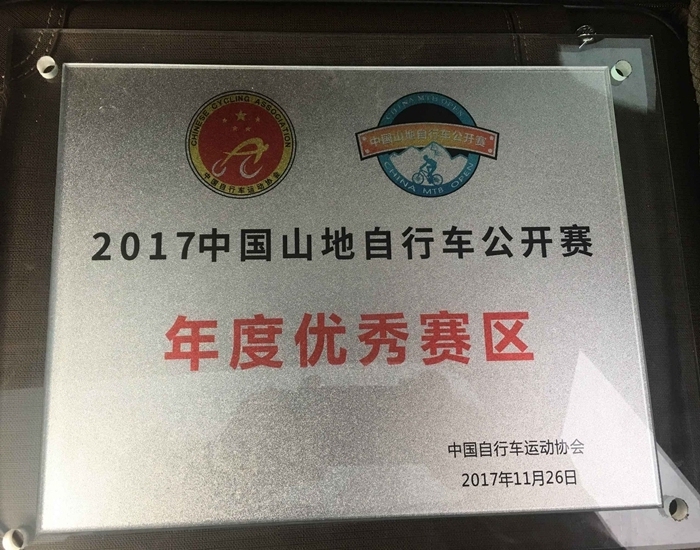 CHINESE CYCLING ASSOCIATION
中国自行车运动协会
CHINA MTB OPEN
中国山地自行车公开赛
CHINA MTB OPEN
2017中国山地自行车公开赛
年度优秀赛区
中国自行车运动协会
2017年11月26日